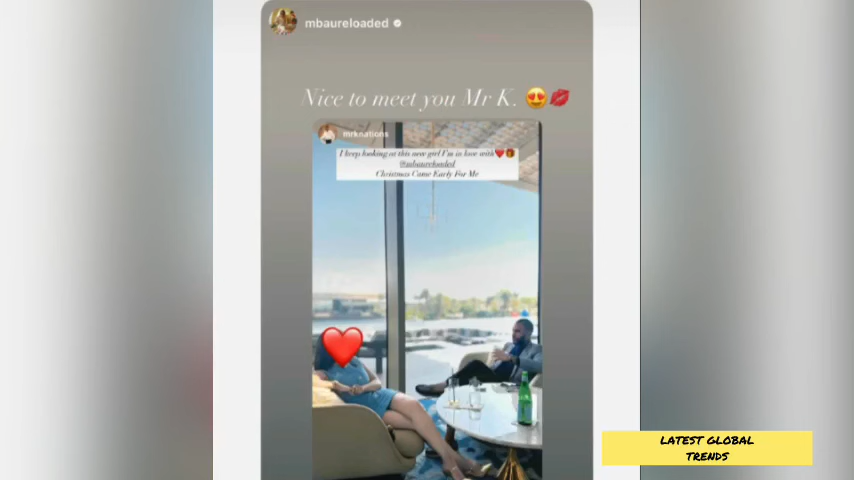 mbaureloaded
Nice to meet you Mr K. 😍💋
mrknations
I keep looking at this new girl I'm in love with❤️🎁
@mbaureloaded
Christmas Came Early For Me
LATEST GLOBAL
TRENDS